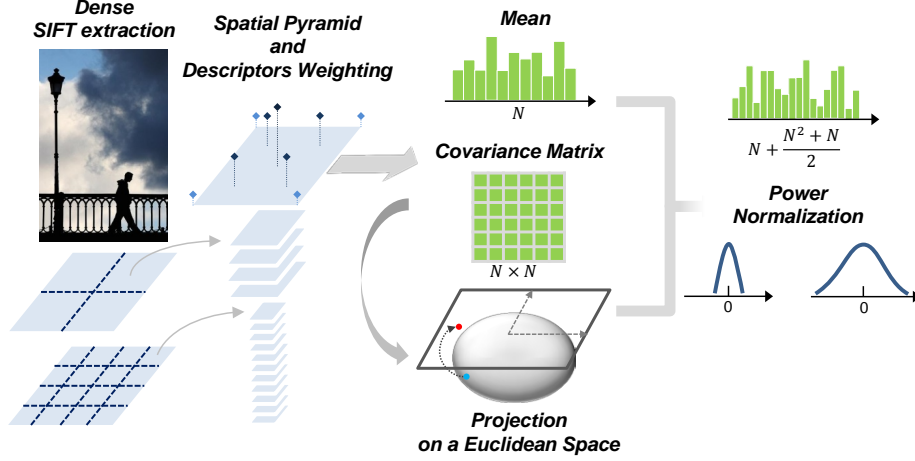 Dense
SIFT extraction
Spatial Pyramid
and
Descriptors Weighting
Mean
N
Covariance Matrix
N × N
Projection
on a Euclidean Space
N + (N² + N)/2
Power
Normalization
0
0